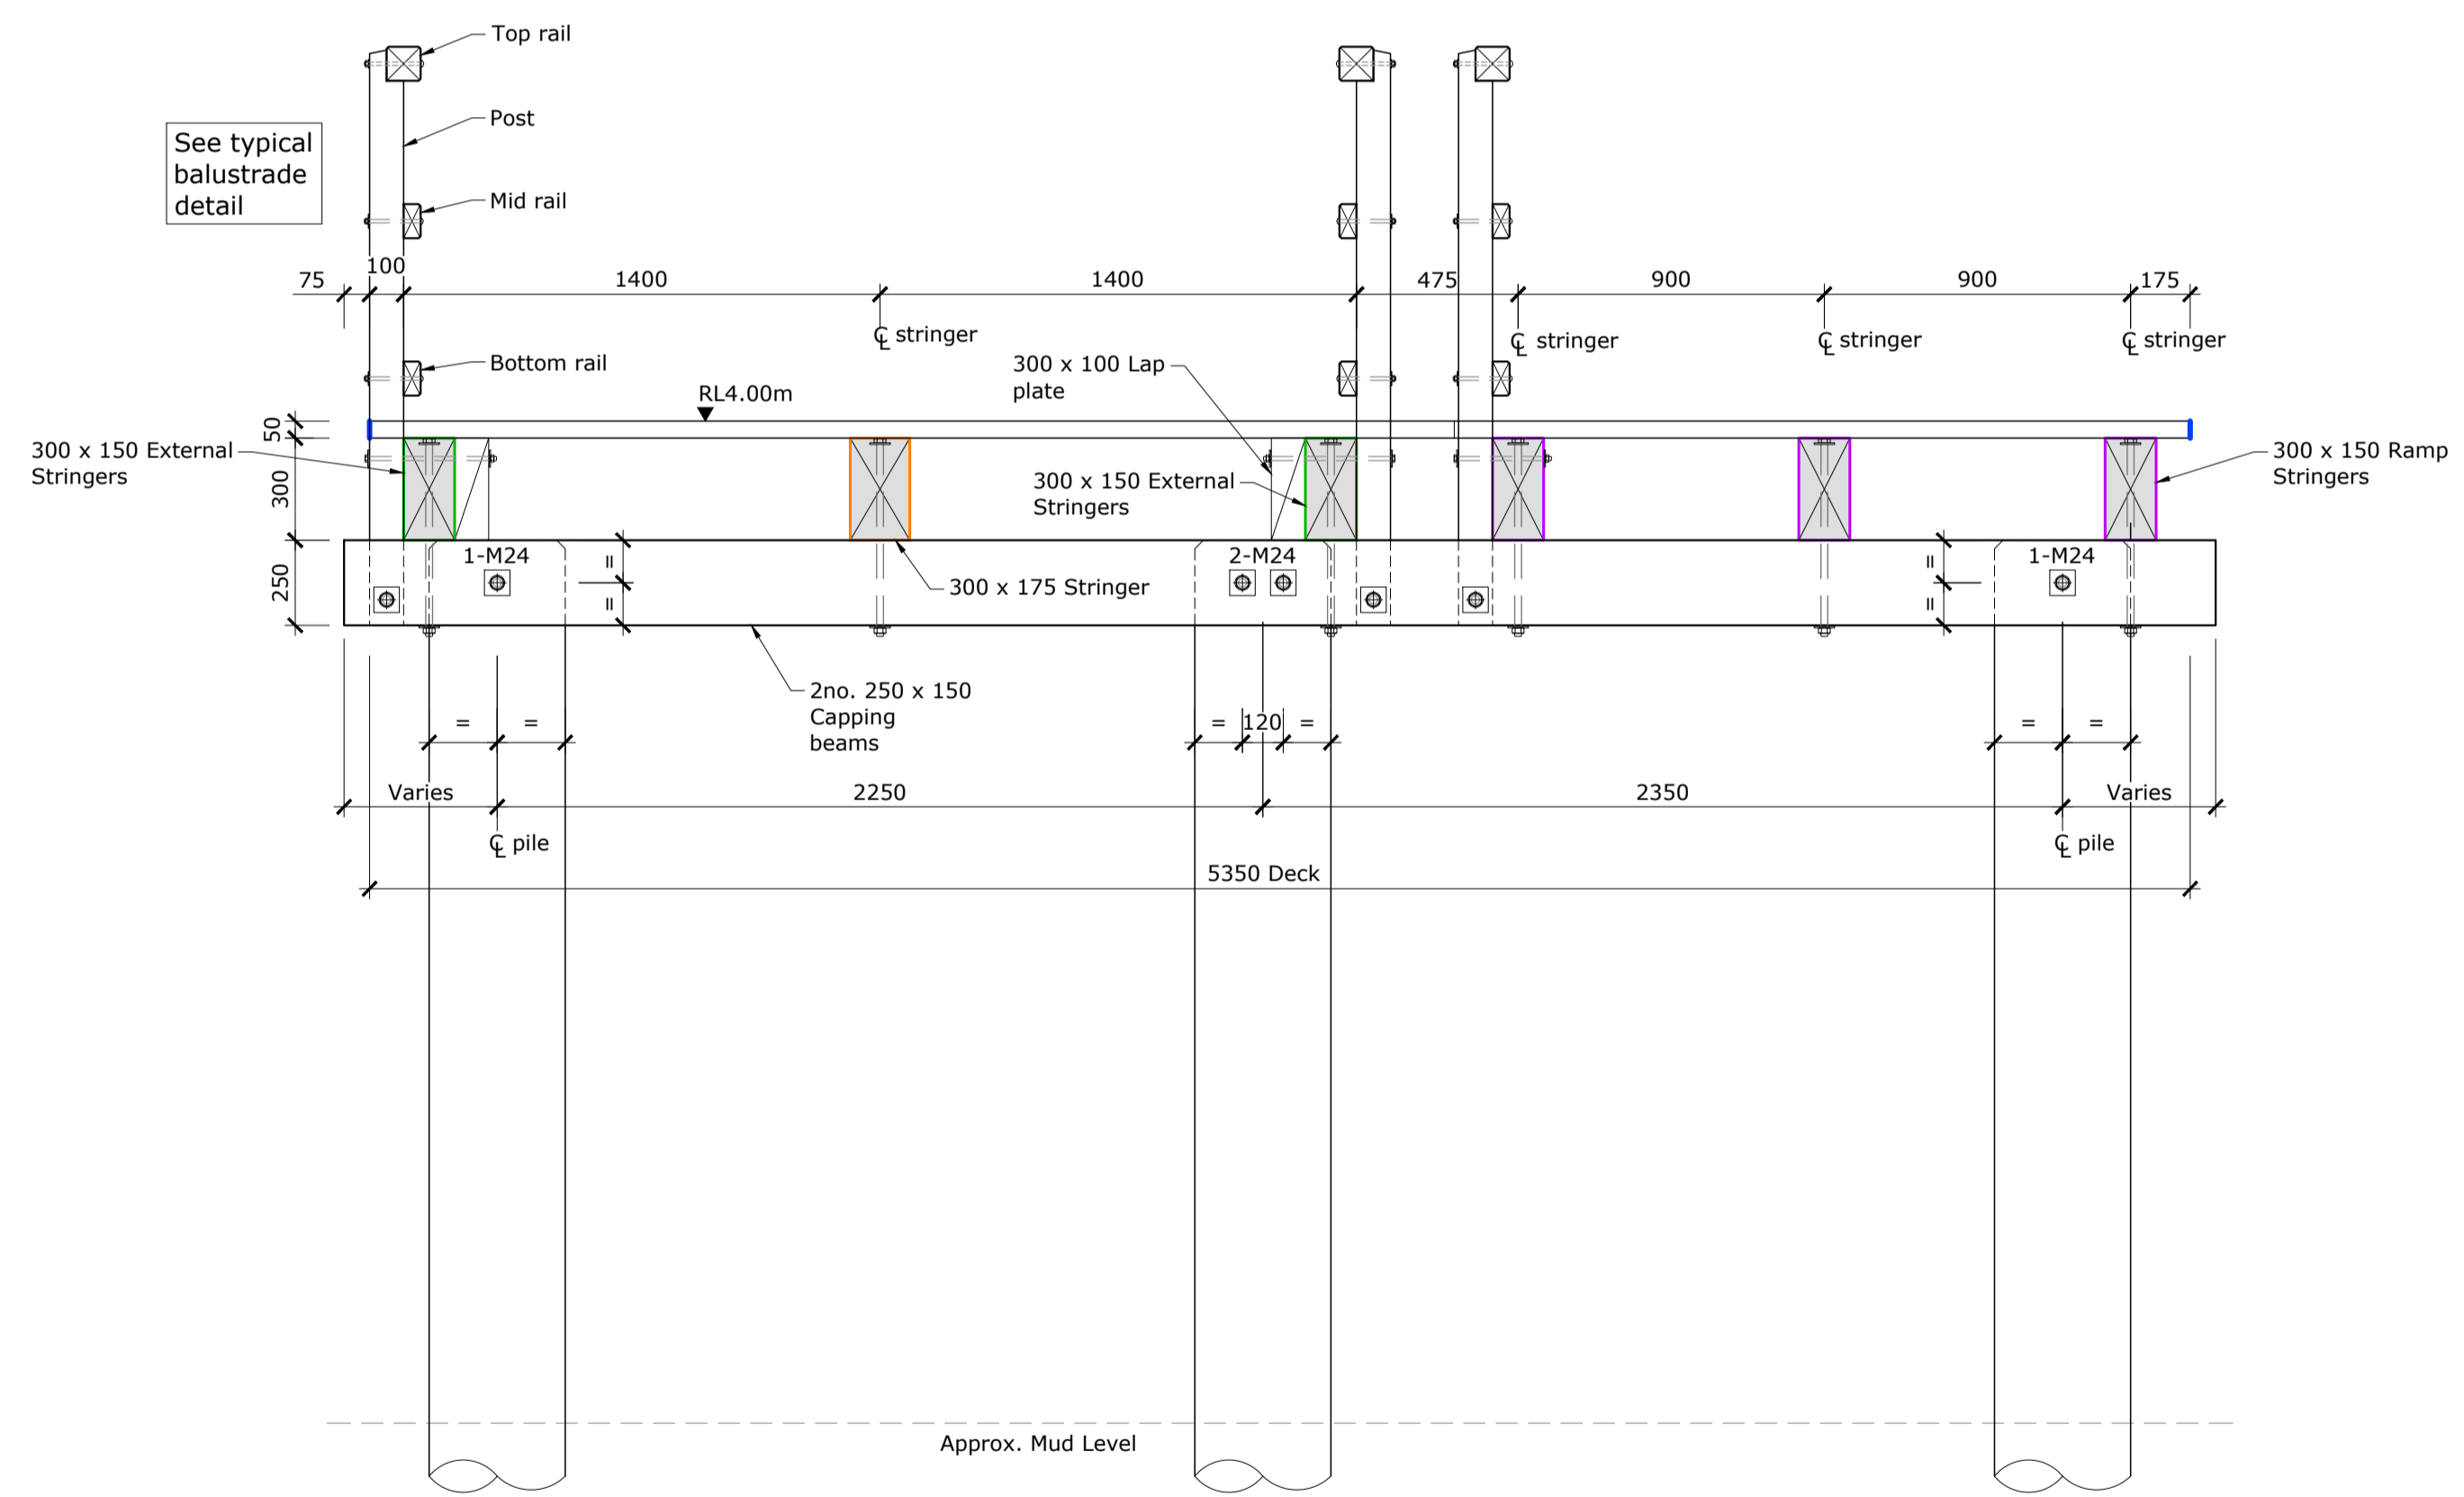 Top rail
Post
See typical
balustrade
detail
Mid rail
75
100
1400
1400
475
900
900
175
℄ stringer
℄ stringer
℄ stringer
℄ stringer
Bottom rail
300 x 100 Lap
plate
RL4.00m
50
300 x 150 External
Stringers
300 x 150 Ramp
Stringers
300
300 x 150 External
Stringers
250
1-M24
=
=
2-M24
=
=
1-M24
300 x 175 Stringer
2no. 250 x 150
Capping
beams
=
=
=
120
=
=
=
Varies
2250
2350
Varies
℄ pile
℄ pile
5350 Deck
Approx. Mud Level